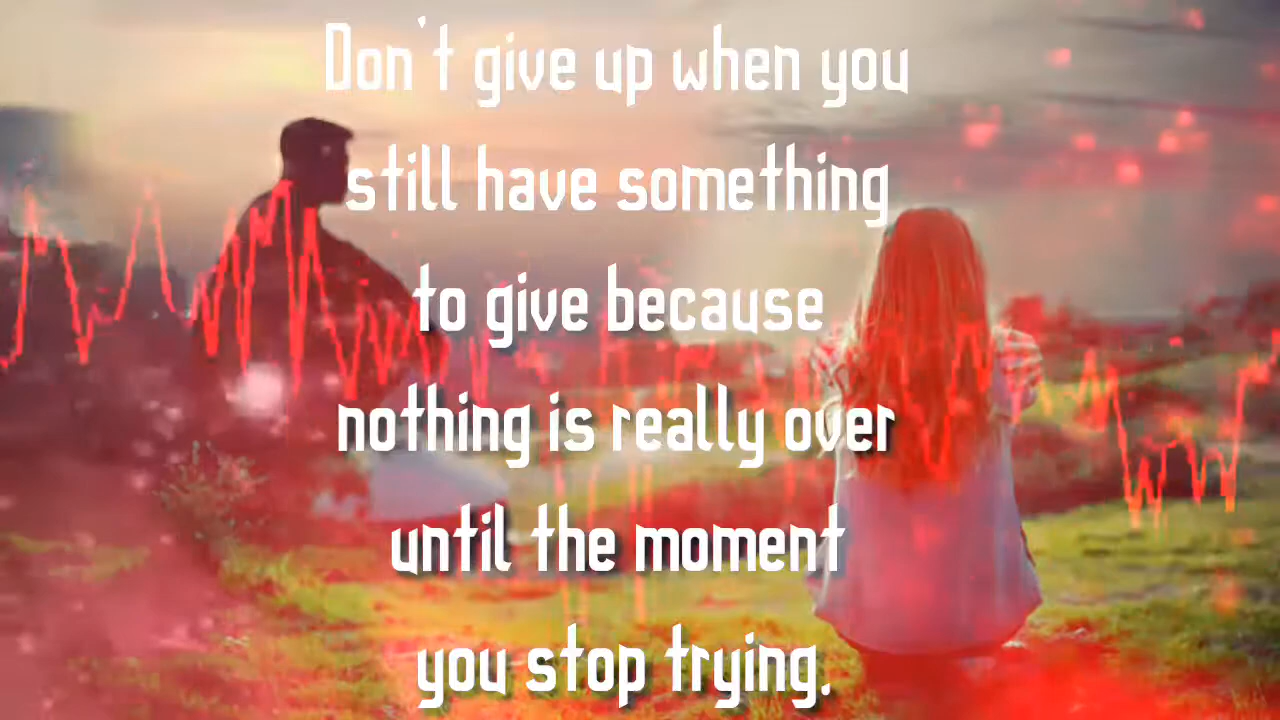 Don't give up when you
still have something
to give because
nothing is really over
until the moment
you stop trying.